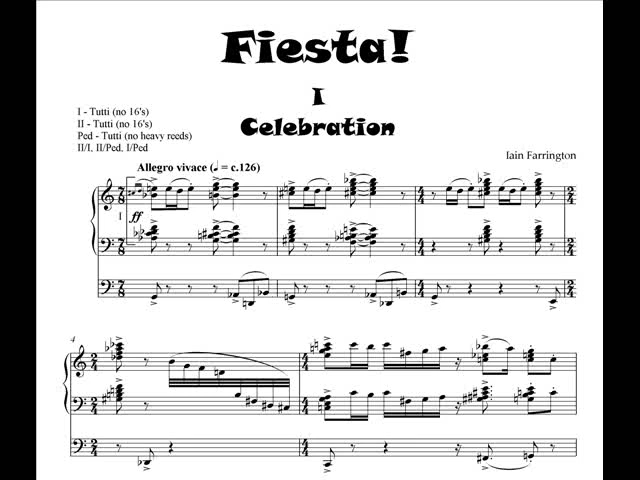 Fiesta!
I
Celebration
I - Tutti (no 16's)
II - Tutti (no 16's)
Ped - Tutti (no heavy reeds)
II/I, II/Ped, I/Ped
Iain Farrington
Allegro vivace (♩ = c.126)
I
ff
4